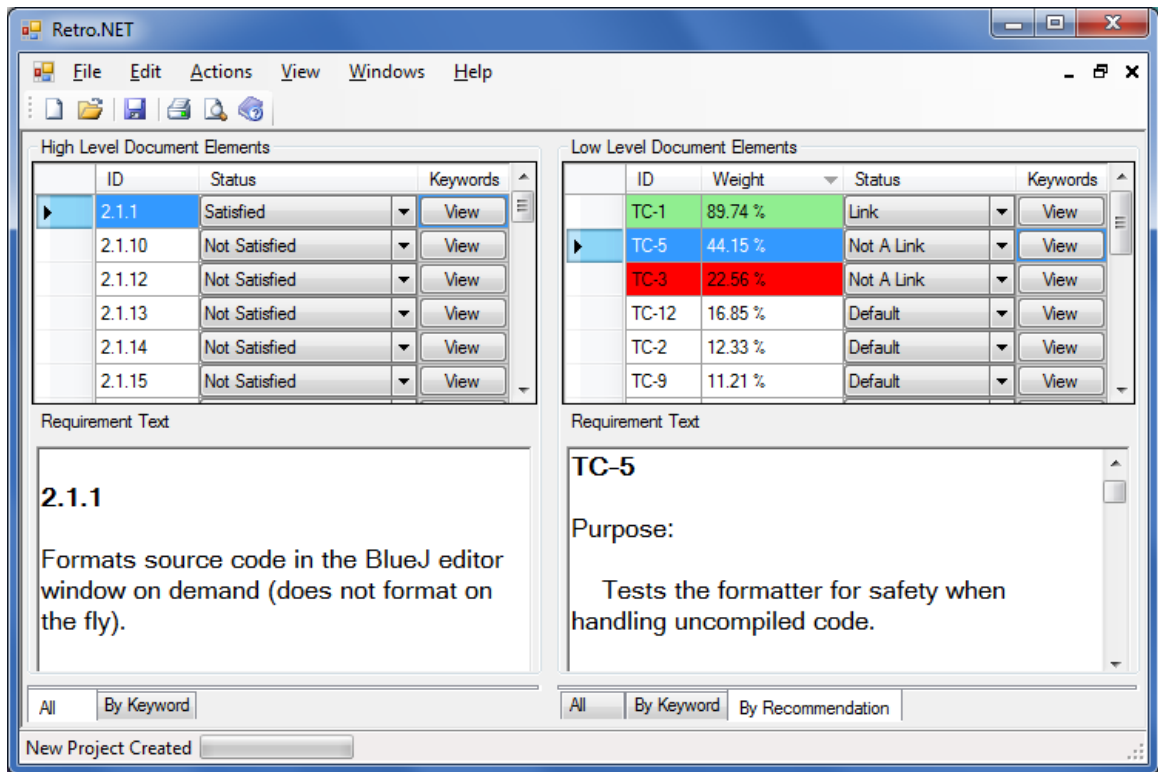 Retro.NET
File Edit Actions View Windows Help
High Level Document Elements
ID Status Keywords
2.1.1 Satisfied View
2.1.10 Not Satisfied View
2.1.12 Not Satisfied View
2.1.13 Not Satisfied View
2.1.14 Not Satisfied View
2.1.15 Not Satisfied View
Requirement Text
2.1.1
Formats source code in the BlueJ editor
window on demand (does not format on
the fly).
All By Keyword
Low Level Document Elements
ID Weight Status Keywords
TC-1 89.74 % Link View
TC-5 44.15 % Not A Link View
TC-3 22.56 % Not A Link View
TC-12 16.85 % Default View
TC-2 12.33 % Default View
TC-9 11.21 % Default View
Requirement Text
TC-5
Purpose:
Tests the formatter for safety when
handling uncompiled code.
All By Keyword By Recommendation
New Project Created